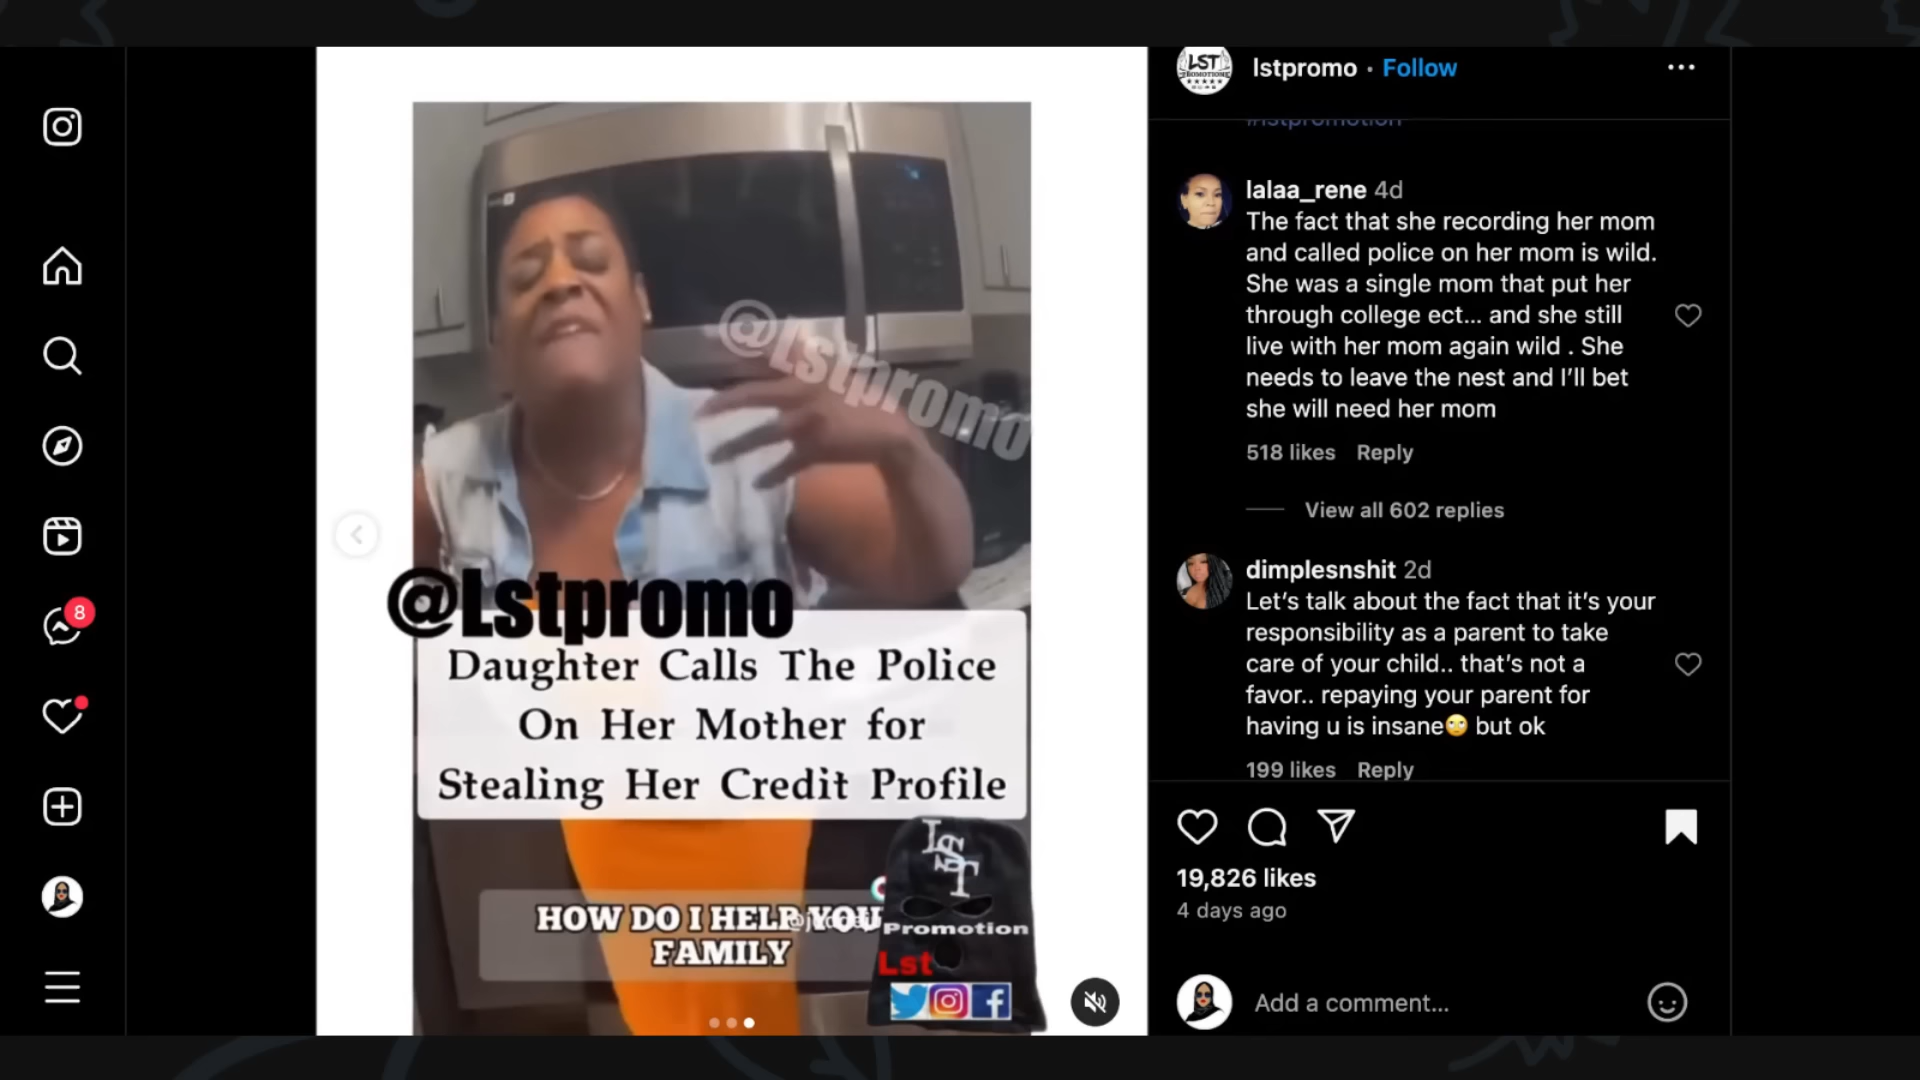 @Lstpromo
@Lstpromo
Daughter Calls The Police
On Her Mother for
Stealing Her Credit Profile
HOW DO I HELP YOU
FAMILY
LST
Promotion
Lst
LST
lstpromo • Follow
#lstpromotion
lalaa_rene 4d
The fact that she recording her mom
and called police on her mom is wild.
She was a single mom that put her
through college ect... and she still
live with her mom again wild . She
needs to leave the nest and I’ll bet
she will need her mom
518 likes Reply
View all 602 replies
dimplesnshit 2d
Let’s talk about the fact that it’s your
responsibility as a parent to take
care of your child.. that’s not a
favor.. repaying your parent for
having u is insane🙄 but ok
199 likes Reply
19,826 likes
4 days ago
Add a comment...
8